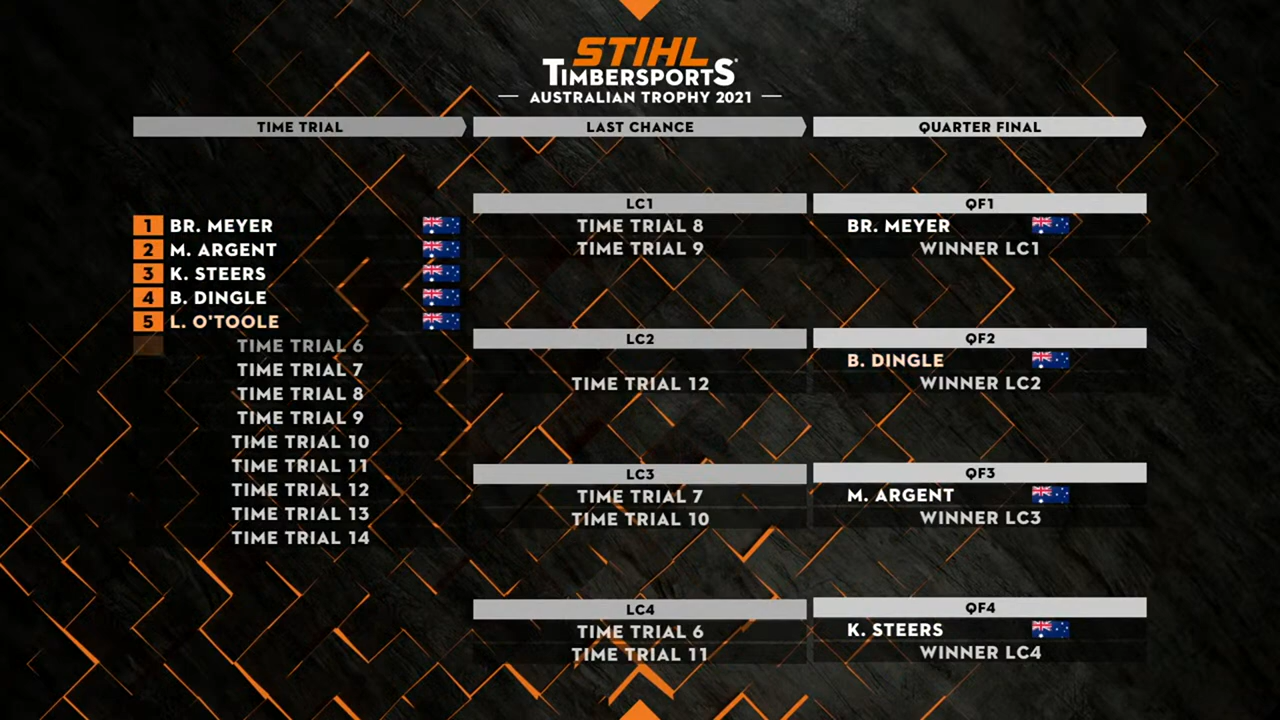 STIHL
TIMBERSPORTS
AUSTRALIAN TROPHY 2021
TIME TRIAL
LAST CHANCE
QUARTER FINAL
1 BR. MEYER
2 M. ARGENT
3 K. STEERS
4 B. DINGLE
5 L. O'TOOLE
TIME TRIAL 6
TIME TRIAL 7
TIME TRIAL 8
TIME TRIAL 9
TIME TRIAL 10
TIME TRIAL 11
TIME TRIAL 12
TIME TRIAL 13
TIME TRIAL 14
LC1
TIME TRIAL 8
TIME TRIAL 9
LC2
TIME TRIAL 12
LC3
TIME TRIAL 7
TIME TRIAL 10
LC4
TIME TRIAL 6
TIME TRIAL 11
QF1
BR. MEYER
WINNER LC1
QF2
B. DINGLE
WINNER LC2
QF3
M. ARGENT
WINNER LC3
QF4
K. STEERS
WINNER LC4